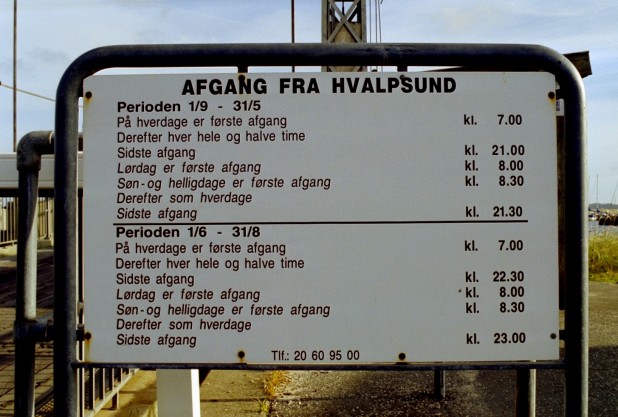 AFGANG FRA HVALPSUND
Perioden 1/9 - 31/5
På hverdage er første afgang kl. 7.00
Derefter hver hele og halve time
Sidste afgang kl. 21.00
Lørdag er første afgang kl. 8.00
Søn- og helligdage er første afgang kl. 8.30
Derefter som hverdage
Sidste afgang kl. 21.30
Perioden 1/6 - 31/8
På hverdage er første afgang kl. 7.00
Derefter hver hele og halve time
Sidste afgang kl. 22.30
Lørdag er første afgang kl. 8.00
Søn- og helligdage er første afgang kl. 8.30
Derefter som hverdage
Sidste afgang kl. 23.00
Tlf.: 20 60 95 00